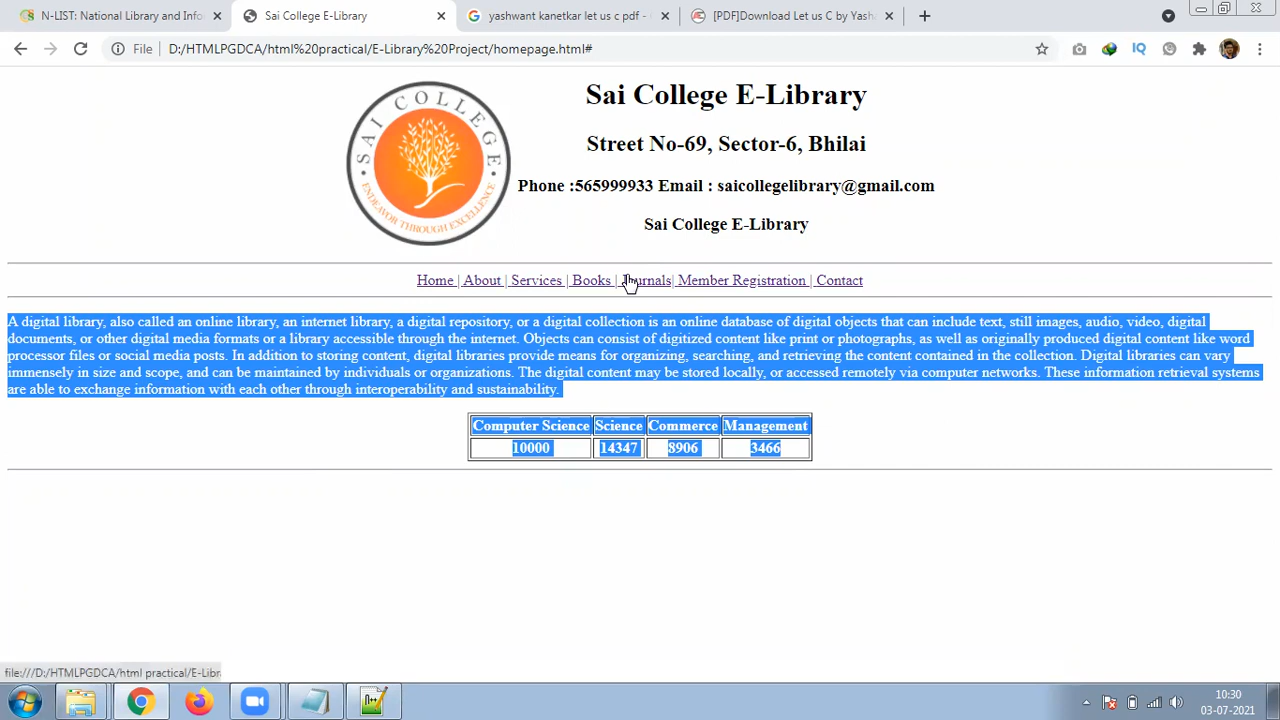 N-LIST: National Library and Info
Sai College E-Library
yashwant kanetkar let us c pdf -
[PDF]Download Let us C by Yash
File
D:/HTMLPGDCA/html%20practical/E-Library%20Project/homepage.html#
IQ
SAI COLLEGE
ENDEAVOR THROUGH EXCELLENCE
Sai College E-Library
Street No-69, Sector-6, Bhilai
Phone :565999933 Email : saicollegelibrary@gmail.com
Sai College E-Library
Home | About | Services | Books | Journals| Member Registration | Contact
A digital library, also called an online library, an internet library, a digital repository, or a digital collection is an online database of digital objects that can include text, still images, audio, video, digital
documents, or other digital media formats or a library accessible through the internet. Objects can consist of digitized content like print or photographs, as well as originally produced digital content like word
processor files or social media posts. In addition to storing content, digital libraries provide means for organizing, searching, and retrieving the content contained in the collection. Digital libraries can vary
immensely in size and scope, and can be maintained by individuals or organizations. The digital content may be stored locally, or accessed remotely via computer networks. These information retrieval systems
are able to exchange information with each other through interoperability and sustainability.
Computer Science Science Commerce Management
10000 14347 8906 3466
file:///D:/HTMLPGDCA/html practical/E-Libr
10:30
03-07-2021